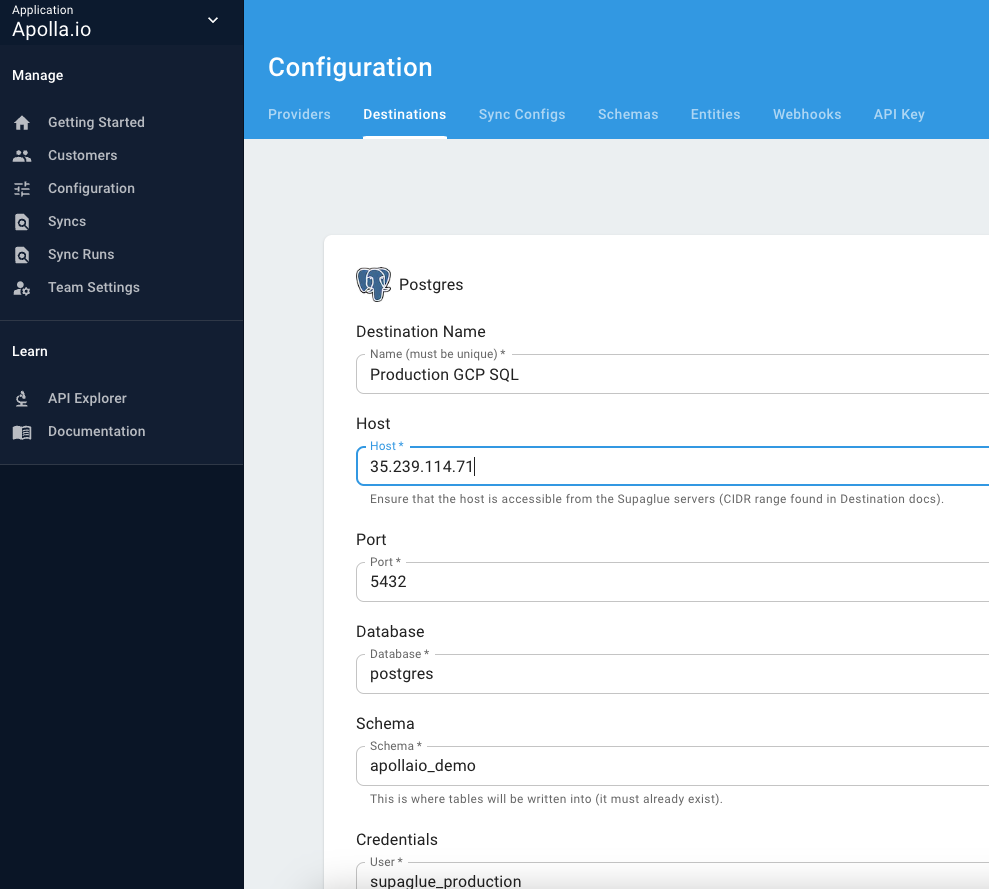 Application
Apolla.io
Manage
Getting Started
Customers
Configuration
Syncs
Sync Runs
Team Settings
Learn
API Explorer
Documentation
Configuration
Providers Destinations Sync Configs Schemas Entities Webhooks API Key
Postgres
Destination Name
Name (must be unique) *
Production GCP SQL
Host
Host *
35.239.114.71
Ensure that the host is accessible from the Supaglue servers (CIDR range found in Destination docs).
Port
Port *
5432
Database
Database *
postgres
Schema
Schema *
apollaio_demo
This is where tables will be written into (it must already exist).
Credentials
User *
supaglue_production